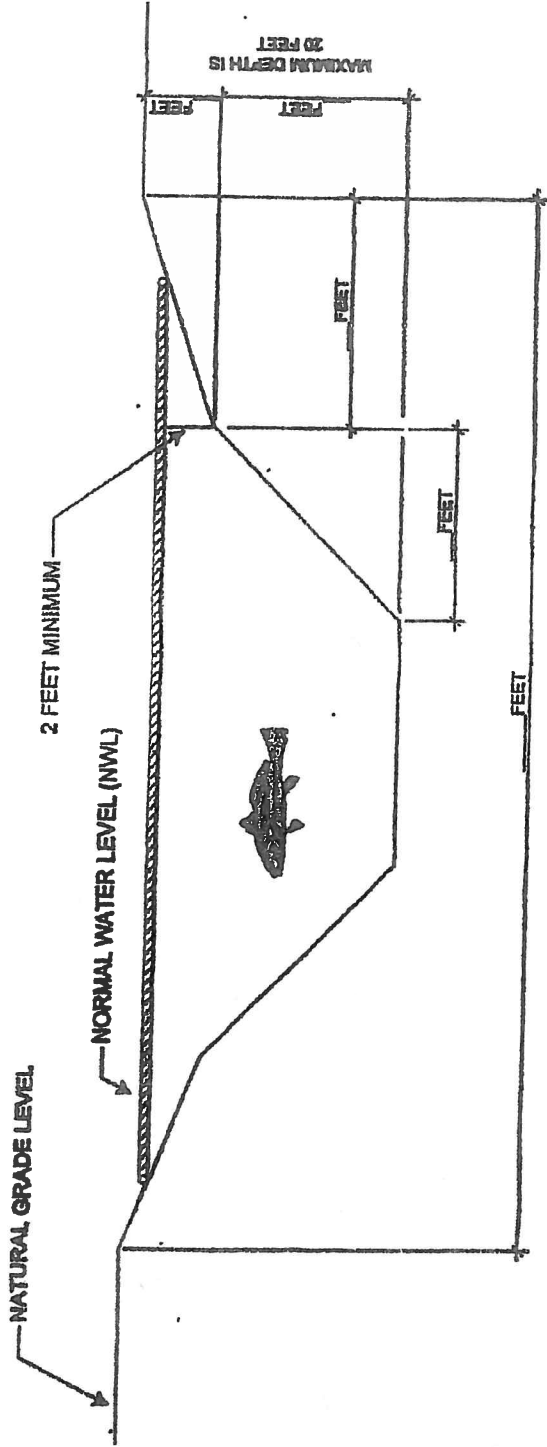 NATURAL GRADE LEVEL
NORMAL WATER LEVEL (NWL)
2 FEET MINIMUM
MAXIMUM DEPTH IS
20 FEET
FEET
FEET
FEET
FEET
FEET